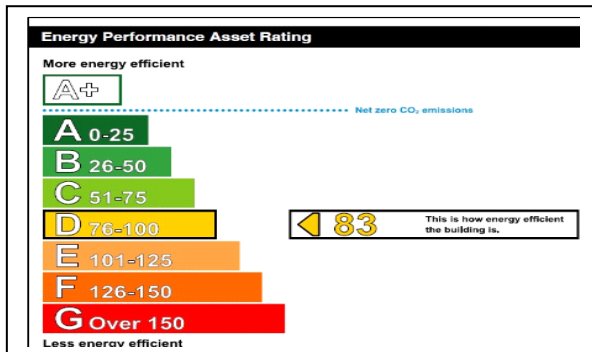 Energy Performance Asset Rating
More energy efficient
A+
Net zero CO₂ emissions
A 0-25
B 26-50
C 51-75
D 76-100
83
This is how energy efficient
the building is.
E 101-125
F 126-150
G Over 150
Less energy efficient